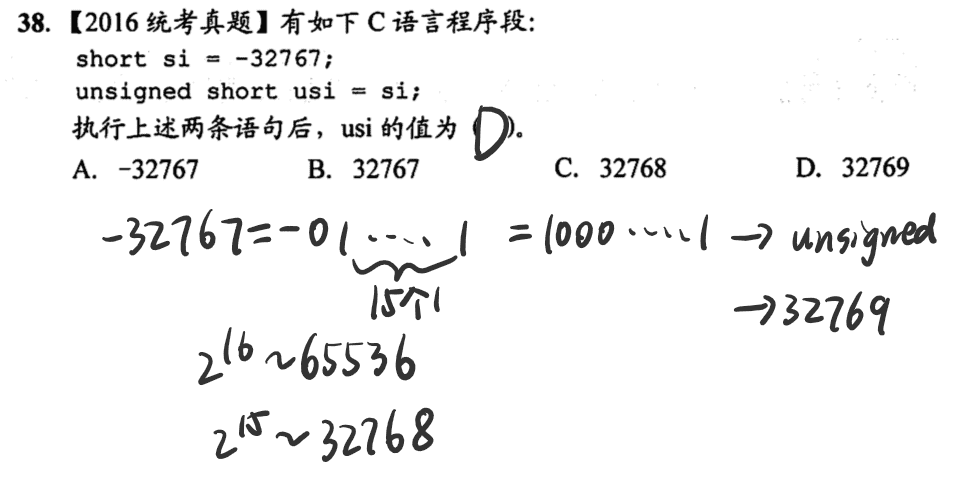 38. 【2016 统考真题】有如下 C 语言程序段:
short si = -32767;
unsigned short usi = si;
执行上述两条语句后，usi 的值为 (D)。
A. -32767 B. 32767 C. 32768 D. 32769
-32767=-01....1 =1000.....1 → unsigned
15个1
→32769
2^16~65536
2^15~32768